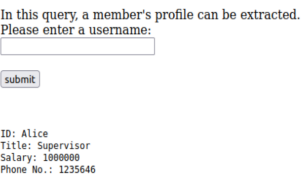 In this query, a member's profile can be extracted.
Please enter a username:
submit
ID: Alice
Title: Supervisor
Salary: 1000000
Phone No.: 1235646